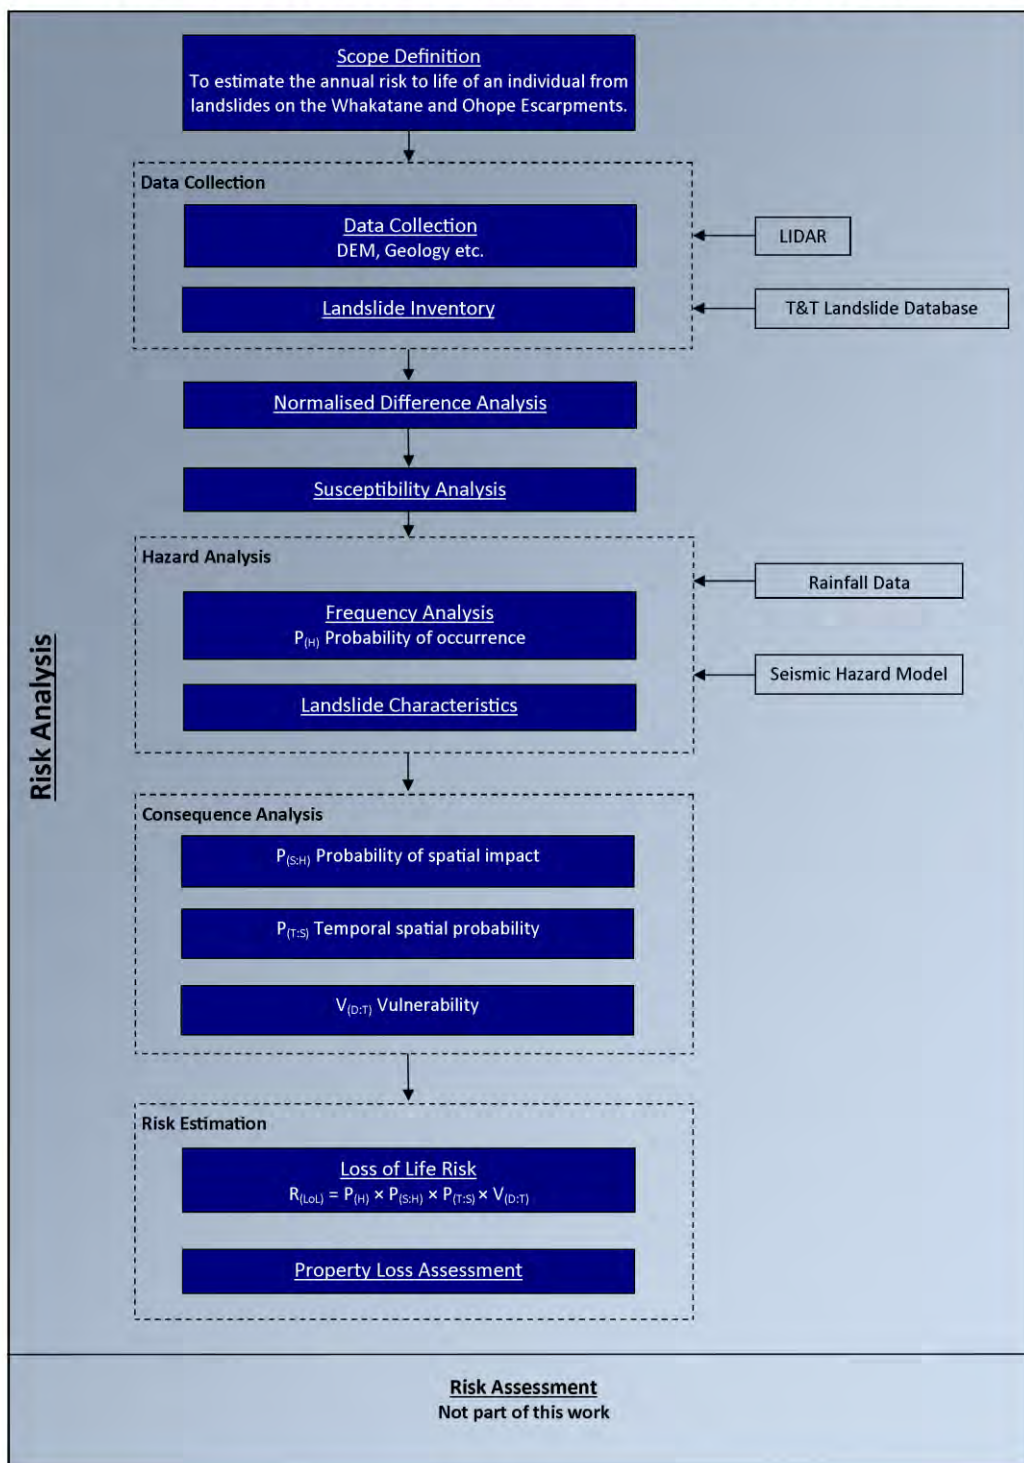 Scope Definition
To estimate the annual risk to life of an individual from
landslides on the Whakatane and Ohope Escarpments.
Data Collection
Data Collection
DEM, Geology etc.
LIDAR
Landslide Inventory
T&T Landslide Database
Normalised Difference Analysis
Susceptibility Analysis
Hazard Analysis
Rainfall Data
Frequency Analysis
P(H) Probability of occurrence
Seismic Hazard Model
Landslide Characteristics
Risk Analysis
Consequence Analysis
P(S:H) Probability of spatial impact
P(T:S) Temporal spatial probability
V(D:T) Vulnerability
Risk Estimation
Loss of Life Risk
R(LoL) = P(H) × P(S:H) × P(T:S) × V(D:T)
Property Loss Assessment
Risk Assessment
Not part of this work